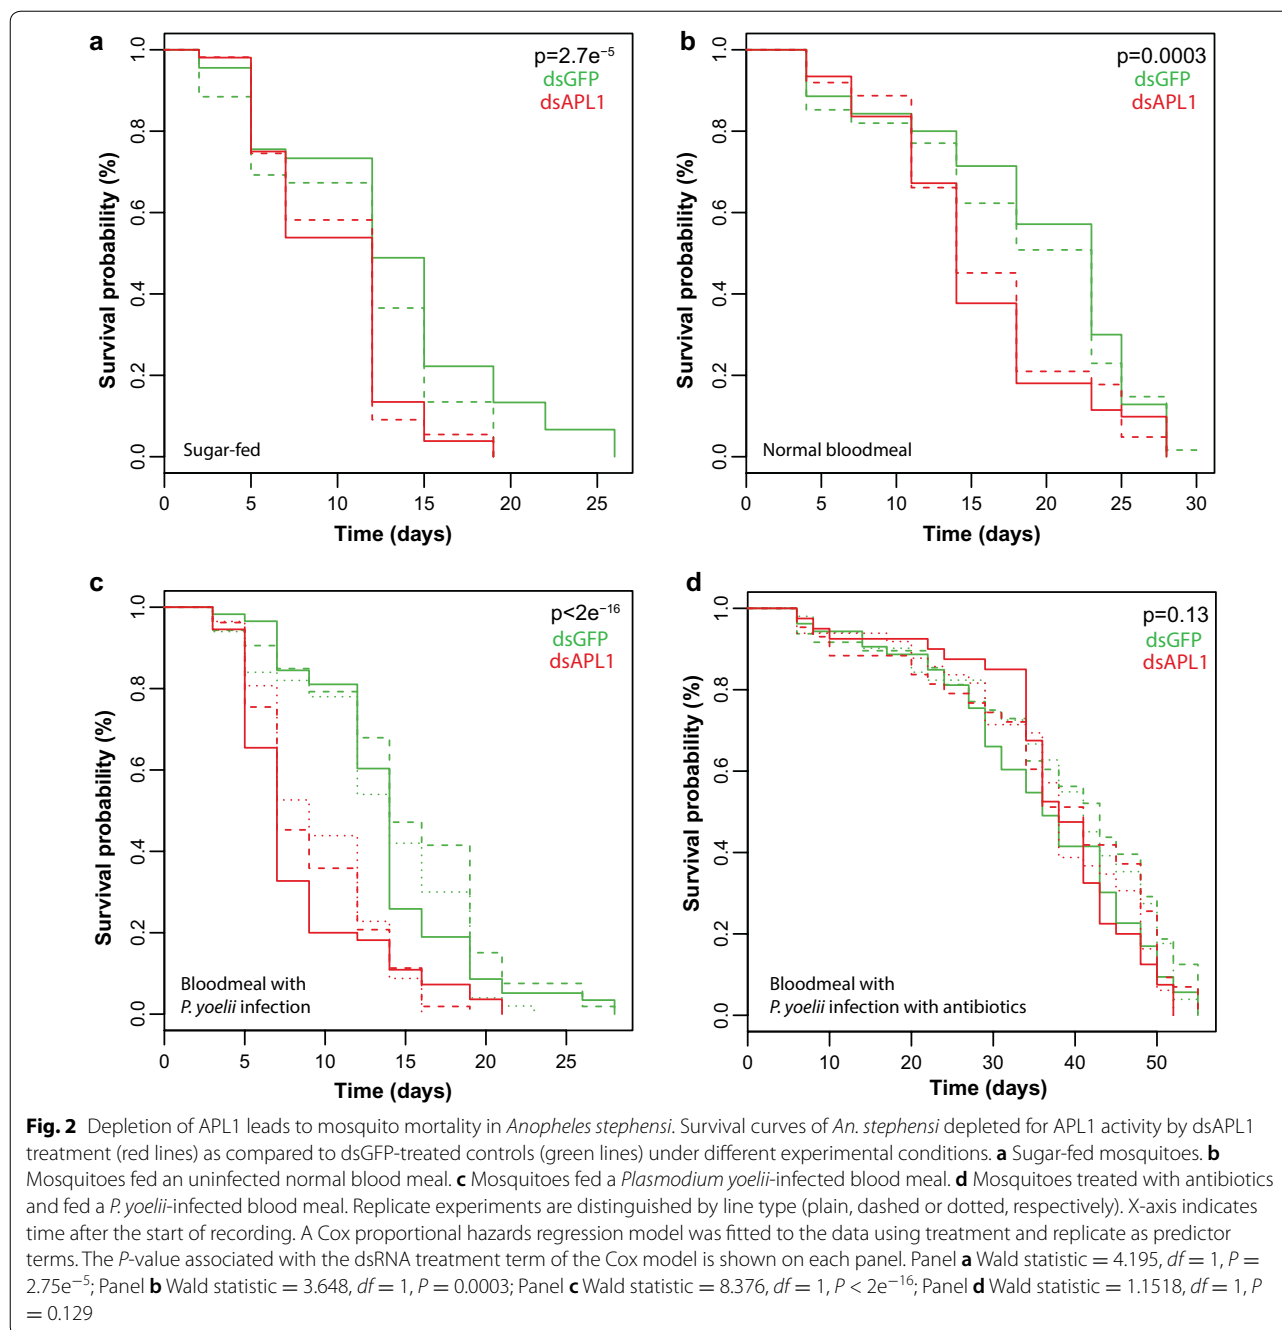 a
p=2.7e⁻⁵
dsGFP
dsAPL1
1.0
0.8
0.6
0.4
0.2
0.0
Survival probability (%)
Sugar-fed
0 5 10 15 20 25
Time (days)
b
p=0.0003
dsGFP
dsAPL1
1.0
0.8
0.6
0.4
0.2
0.0
Survival probability (%)
Normal bloodmeal
0 5 10 15 20 25 30
Time (days)
c
p<2e⁻¹⁶
dsGFP
dsAPL1
1.0
0.8
0.6
0.4
0.2
0.0
Survival probability (%)
Bloodmeal with
P. yoelii infection
0 5 10 15 20 25
Time (days)
d
p=0.13
dsGFP
dsAPL1
1.0
0.8
0.6
0.4
0.2
0.0
Survival probability (%)
Bloodmeal with
P. yoelii infection with antibiotics
0 10 20 30 40 50
Time (days)
Fig. 2 Depletion of APL1 leads to mosquito mortality in Anopheles stephensi. Survival curves of An. stephensi depleted for APL1 activity by dsAPL1
treatment (red lines) as compared to dsGFP-treated controls (green lines) under different experimental conditions. a Sugar-fed mosquitoes. b
Mosquitoes fed an uninfected normal blood meal. c Mosquitoes fed a Plasmodium yoelii-infected blood meal. d Mosquitoes treated with antibiotics
and fed a P. yoelii-infected blood meal. Replicate experiments are distinguished by line type (plain, dashed or dotted, respectively). X-axis indicates
time after the start of recording. A Cox proportional hazards regression model was fitted to the data using treatment and replicate as predictor
terms. The P-value associated with the dsRNA treatment term of the Cox model is shown on each panel. Panel a Wald statistic = 4.195, df = 1, P =
2.75e⁻⁵; Panel b Wald statistic = 3.648, df = 1, P = 0.0003; Panel c Wald statistic = 8.376, df = 1, P < 2e⁻¹⁶; Panel d Wald statistic = 1.1518, df = 1, P
= 0.129